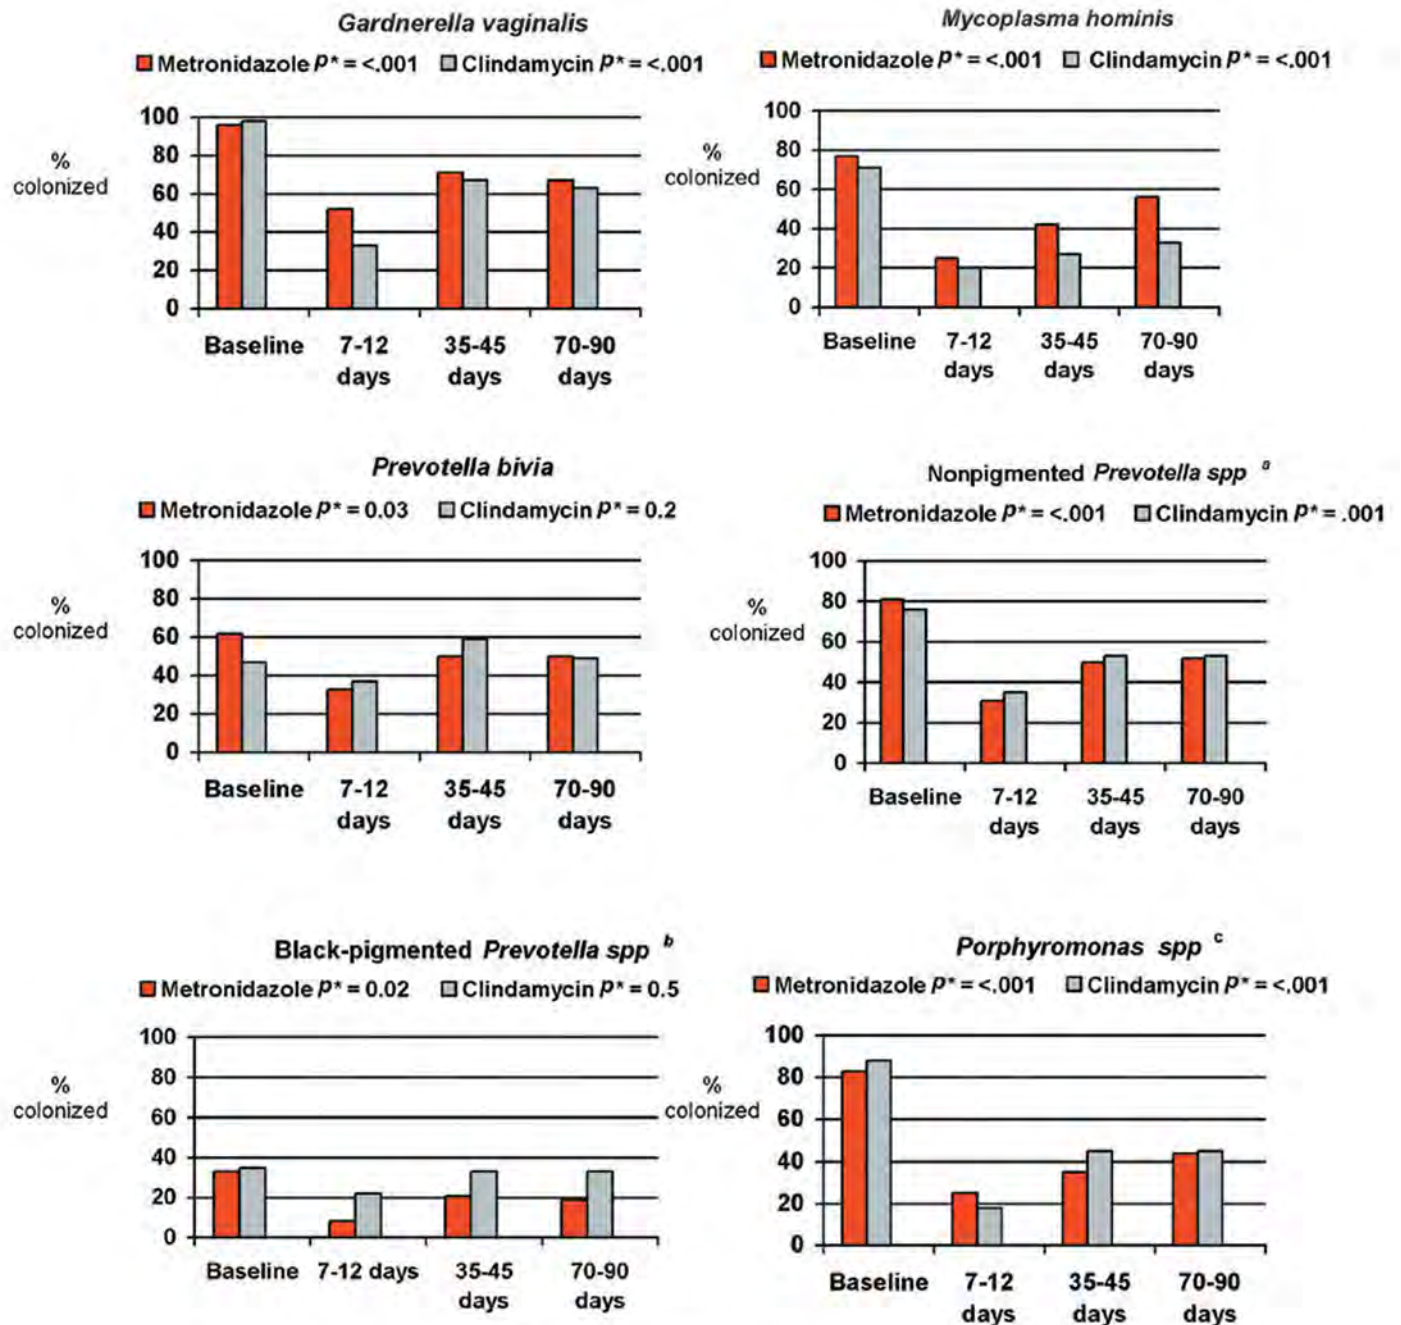 Gardnerella vaginalis
Metronidazole p* = <.001 Clindamycin p* = <.001
100
80
60
40
20
0
%
colonized
Baseline 7-12 35-45 70-90
days days days
Mycoplasma hominis
Metronidazole p* = <.001 Clindamycin p* = <.001
100
80
60
40
20
0
%
colonized
Baseline 7-12 35-45 70-90
days days days
Prevotella bivia
Metronidazole p* = 0.03 Clindamycin p* = 0.2
100
80
60
40
20
0
%
colonized
Baseline 7-12 35-45 70-90
days days days
Nonpigmented Prevotella spp a
Metronidazole p* = <.001 Clindamycin p* = .001
100
80
60
40
20
0
%
colonized
Baseline 7-12 35-45 70-90
days days days
Black-pigmented Prevotella spp b
Metronidazole p* = 0.02 Clindamycin p* = 0.5
100
80
60
40
20
0
%
colonized
Baseline 7-12 days 35-45 70-90
days days
Porphyromonas spp c
Metronidazole p* = <.001 Clindamycin p* = <.001
100
80
60
40
20
0
%
colonized
Baseline 7-12 35-45 70-90
days days days